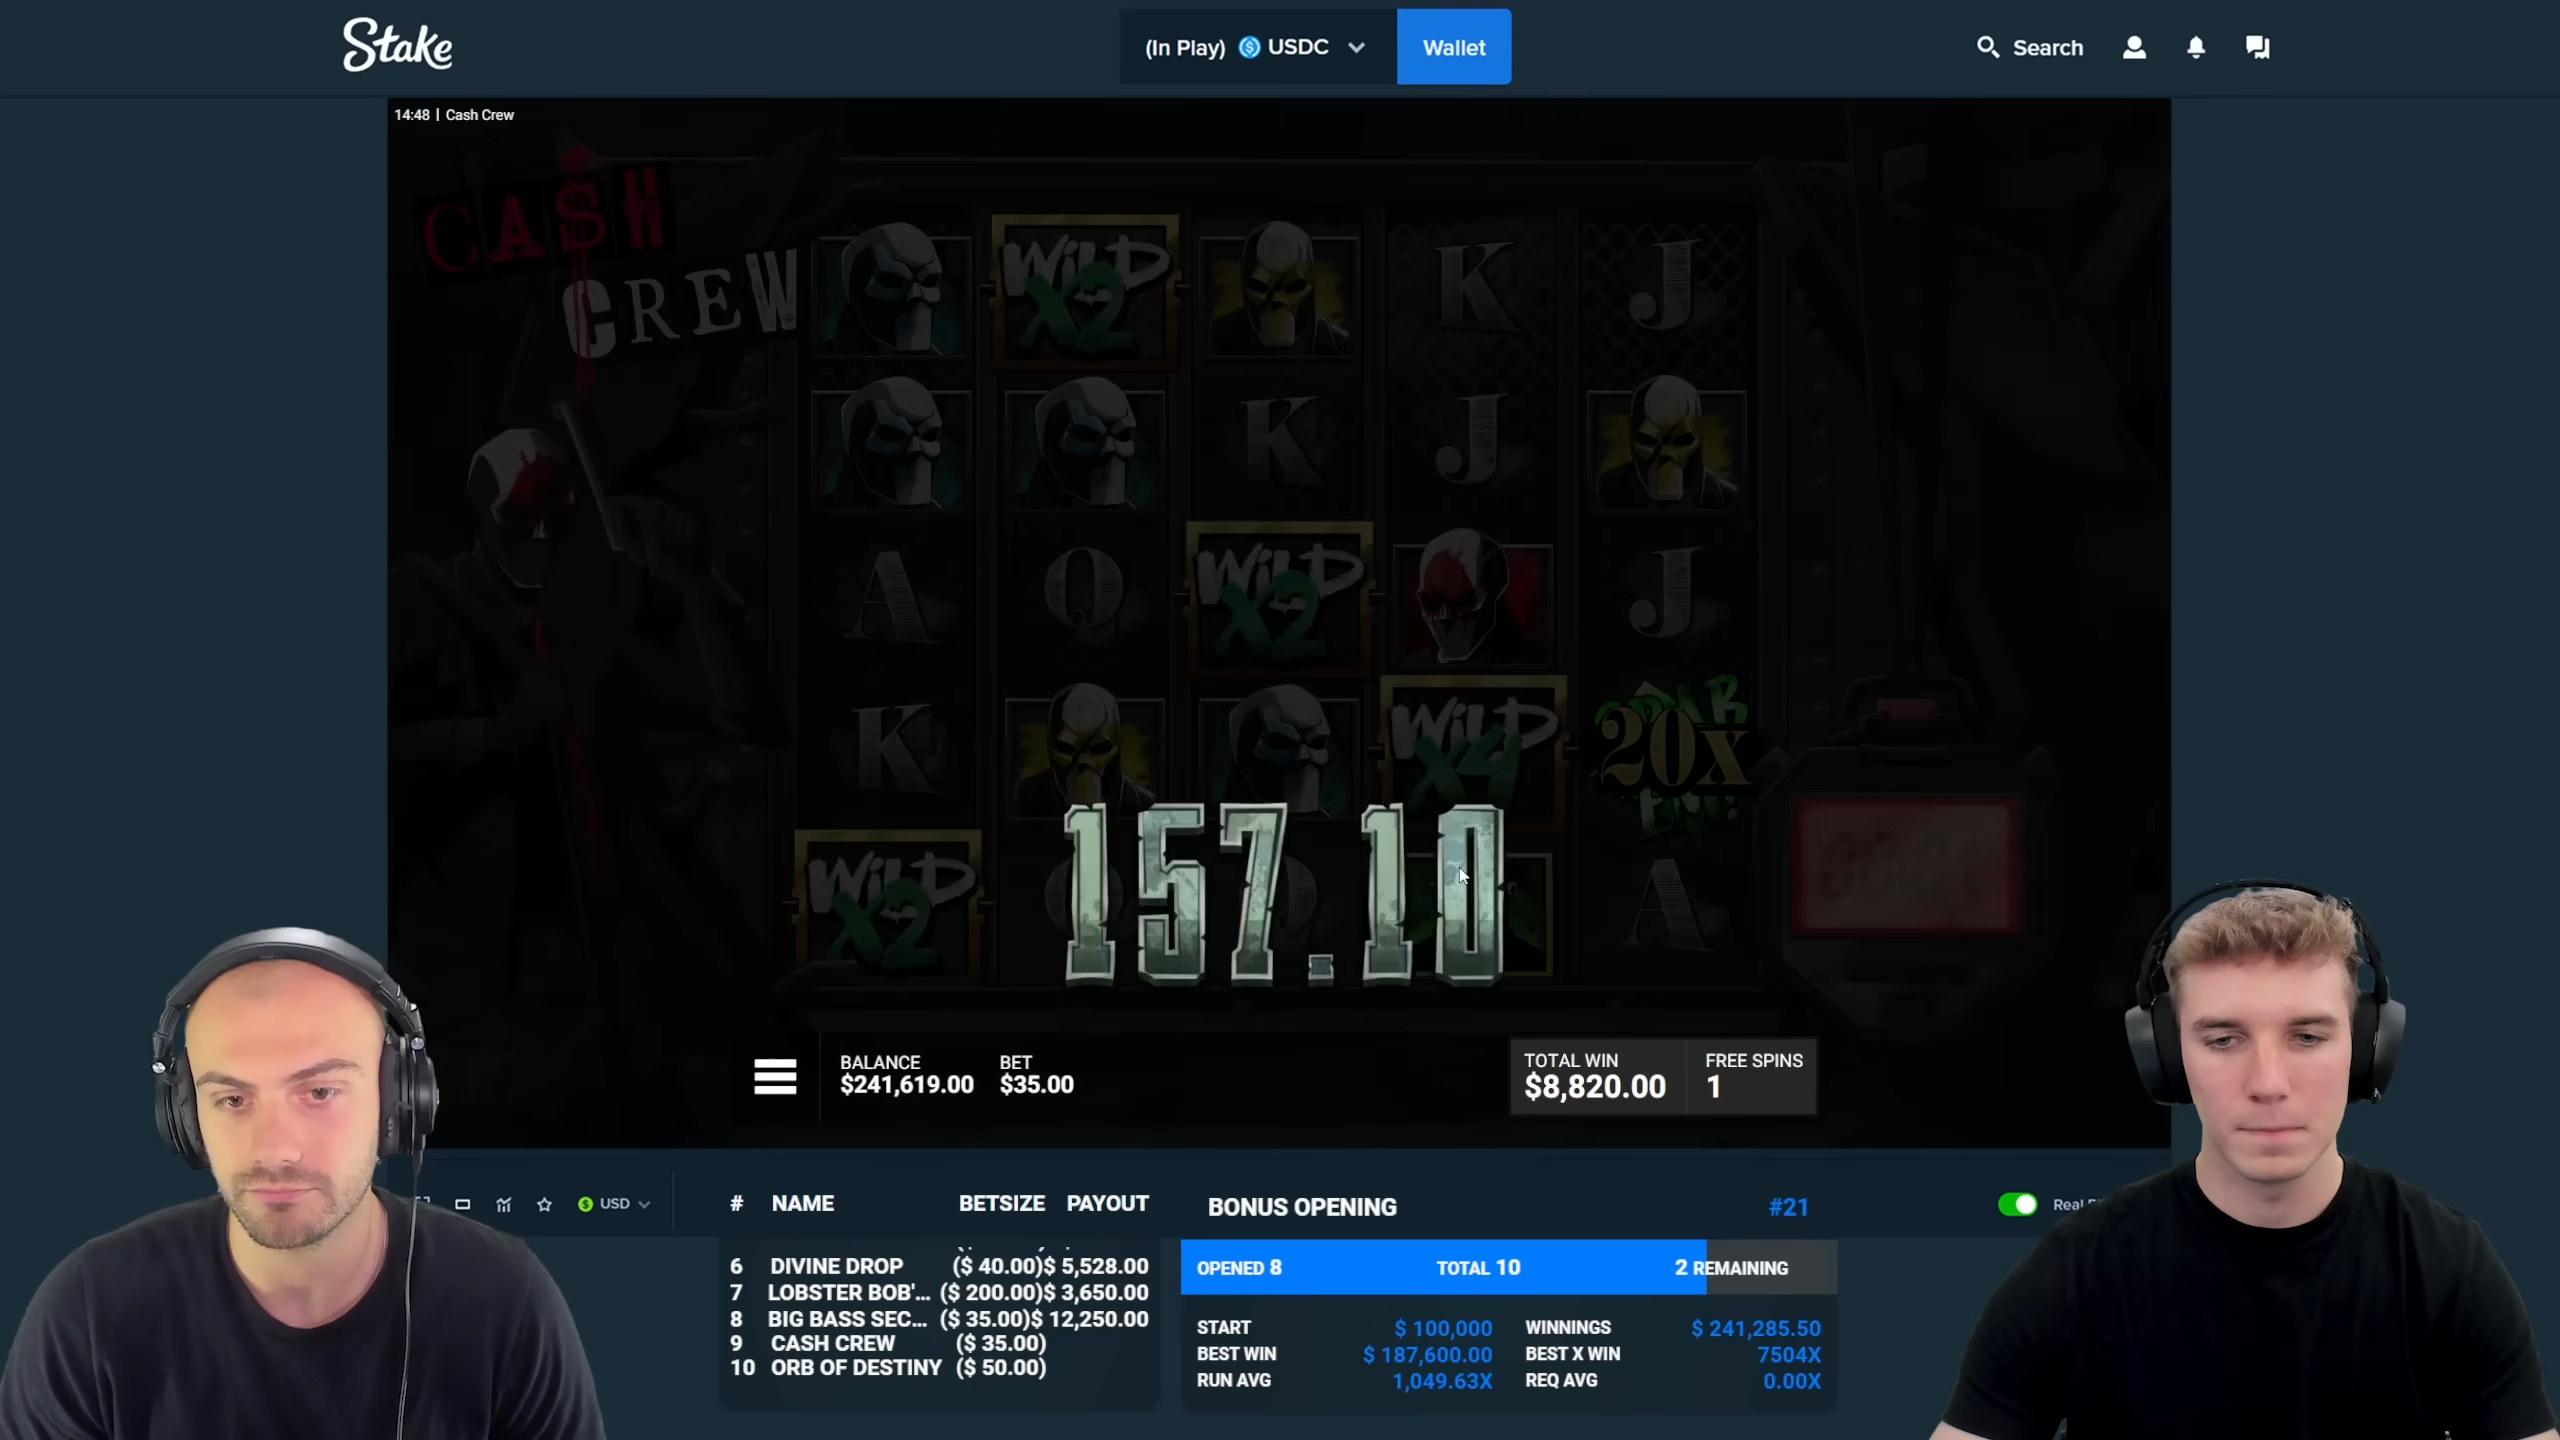 Stake
(In Play) USDC
Wallet
Search
14:48 | Cash Crew
CA$H
CREW
WiLD X2
K
J
K
J
A
Q
WiLD X2
J
K
WiLD X4
20X
WiLD X2
A
157.10
BALANCE
$241,619.00
BET
$35.00
TOTAL WIN
$8,820.00
FREE SPINS
1
USD
# NAME BETSIZE PAYOUT
6 DIVINE DROP ($ 40.00)$ 5,528.00
7 LOBSTER BOB'... ($ 200.00)$ 3,650.00
8 BIG BASS SEC... ($ 35.00)$ 12,250.00
9 CASH CREW ($ 35.00)
10 ORB OF DESTINY ($ 50.00)
BONUS OPENING #21
OPENED 8 TOTAL 10 2 REMAINING
START $ 100,000 WINNINGS $ 241,285.50
BEST WIN $ 187,600.00 BEST X WIN 7504X
RUN AVG 1,049.63X REQ AVG 0.00X
Real